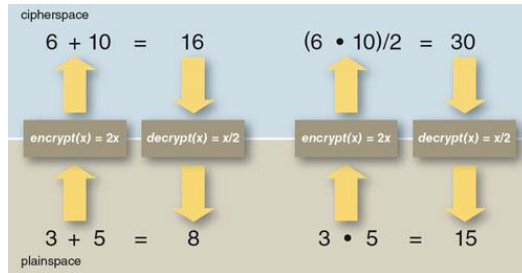 cipherspace
6 + 10 = 16 (6 • 10)/2 = 30
encrypt(x) = 2x decrypt(x) = x/2 encrypt(x) = 2x decrypt(x) = x/2
3 + 5 = 8 3 • 5 = 15
plainspace